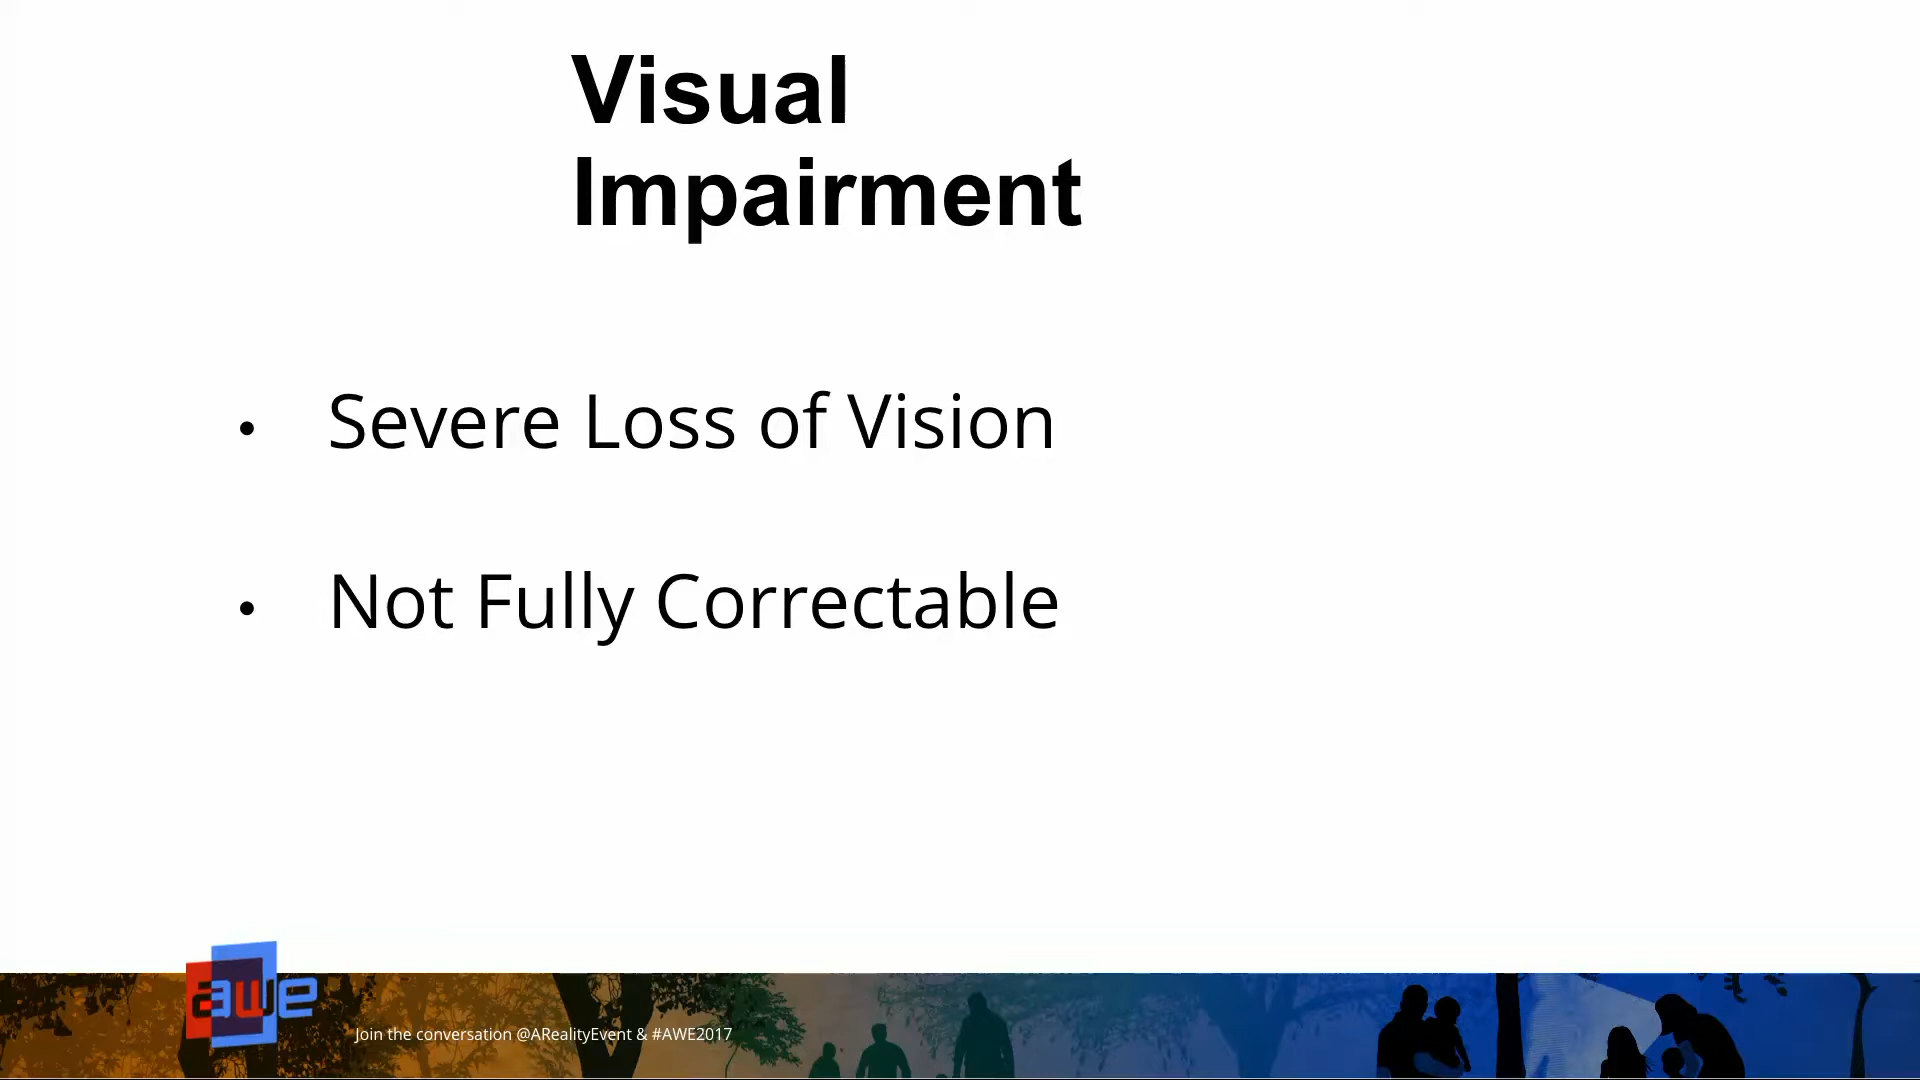 Visual
Impairment
• Severe Loss of Vision
• Not Fully Correctable
awe
Join the conversation @ARealityEvent & #AWE2017